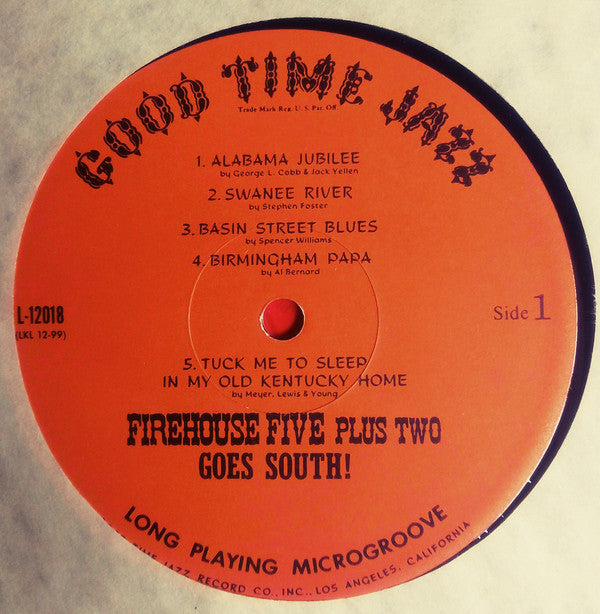 GOOD TIME JAZZ
Trade Mark Reg. U. S. Pat. Off.
1. ALABAMA JUBILEE
by George L. Cobb & Jack Yellen
2. SWANEE RIVER
by Stephen Foster
3. BASIN STREET BLUES
by Spencer Williams
4. BIRMINGHAM PAPA
by Al Bernard
L-12018
(LKL 12-99)
Side 1
5. TUCK ME TO SLEEP
IN MY OLD KENTUCKY HOME
by Meyer, Lewis & Young
FIREHOUSE FIVE PLUS TWO
GOES SOUTH!
LONG PLAYING MICROGROOVE
JAZZ RECORD CO., INC., LOS ANGELES, CALIFORNIA